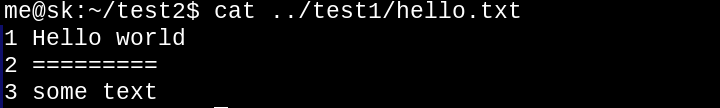 me@sk:~/test2$ cat ../test1/hello.txt
1 Hello world
2 =========
3 some text